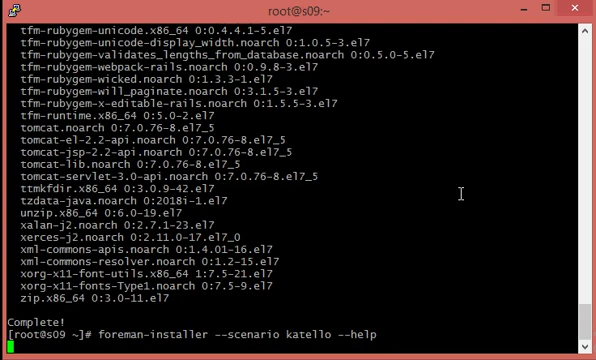 root@s09:~
tfm-rubygem-unicode.x86_64 0:0.4.4.1-5.el7
tfm-rubygem-unicode-display_width.noarch 0:1.0.5-3.el7
tfm-rubygem-validates_lengths_from_database.noarch 0:0.5.0-5.el7
tfm-rubygem-webpack-rails.noarch 0:0.9.8-3.el7
tfm-rubygem-wicked.noarch 0:1.3.3-1.el7
tfm-rubygem-will_paginate.noarch 0:3.1.5-3.el7
tfm-rubygem-x-editable-rails.noarch 0:1.5.5-3.el7
tfm-runtime.x86_64 0:5.0-2.el7
tomcat.noarch 0:7.0.76-8.el7_5
tomcat-el-2.2-api.noarch 0:7.0.76-8.el7_5
tomcat-jsp-2.2-api.noarch 0:7.0.76-8.el7_5
tomcat-lib.noarch 0:7.0.76-8.el7_5
tomcat-servlet-3.0-api.noarch 0:7.0.76-8.el7_5
ttmkfdir.x86_64 0:3.0.9-42.el7
tzdata-java.noarch 0:2018i-1.el7
unzip.x86_64 0:6.0-19.el7
xalan-j2.noarch 0:2.7.1-23.el7
xerces-j2.noarch 0:2.11.0-17.el7_0
xml-commons-apis.noarch 0:1.4.01-16.el7
xml-commons-resolver.noarch 0:1.2-15.el7
xorg-x11-font-utils.x86_64 1:7.5-21.el7
xorg-x11-fonts-Type1.noarch 0:7.5-9.el7
zip.x86_64 0:3.0-11.el7
Complete!
[root@s09 ~]# foreman-installer --scenario katello --help